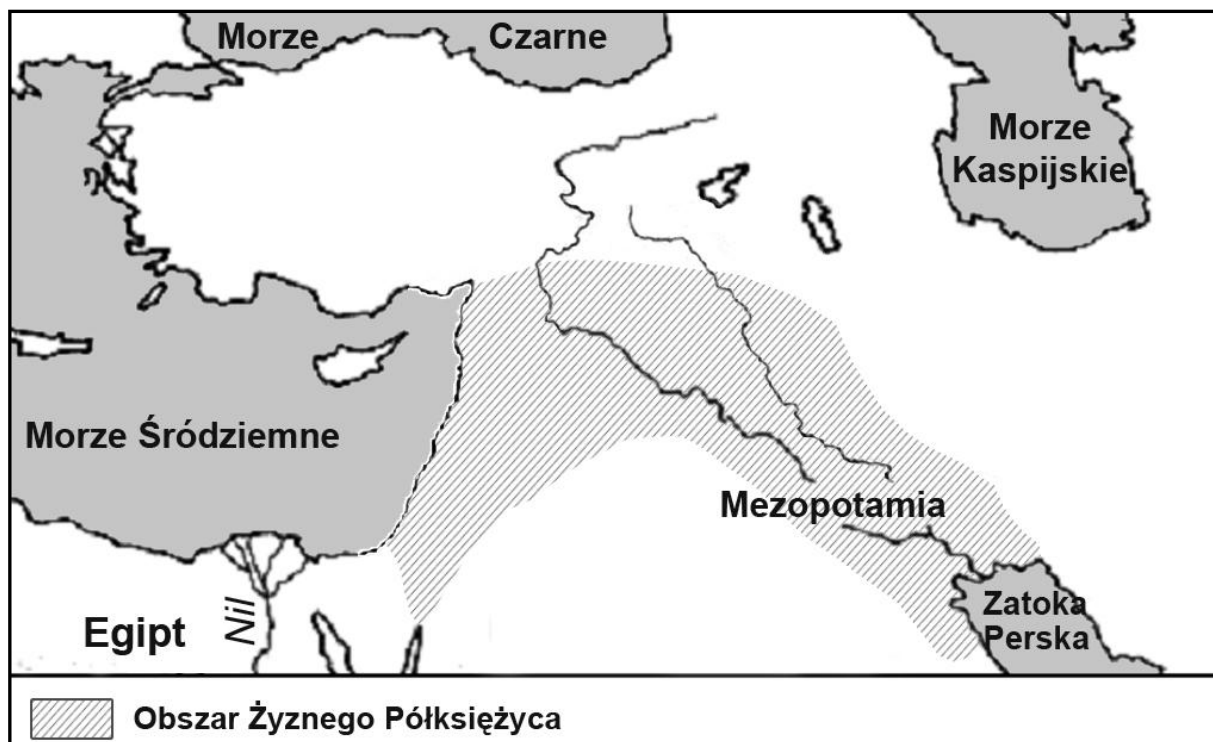 Morze Czarne
Morze
Kaspijskie
Morze Śródziemne
Mezopotamia
Egipt
Nil
Zatoka
Perska
Obszar Żyznego Półksiężyca